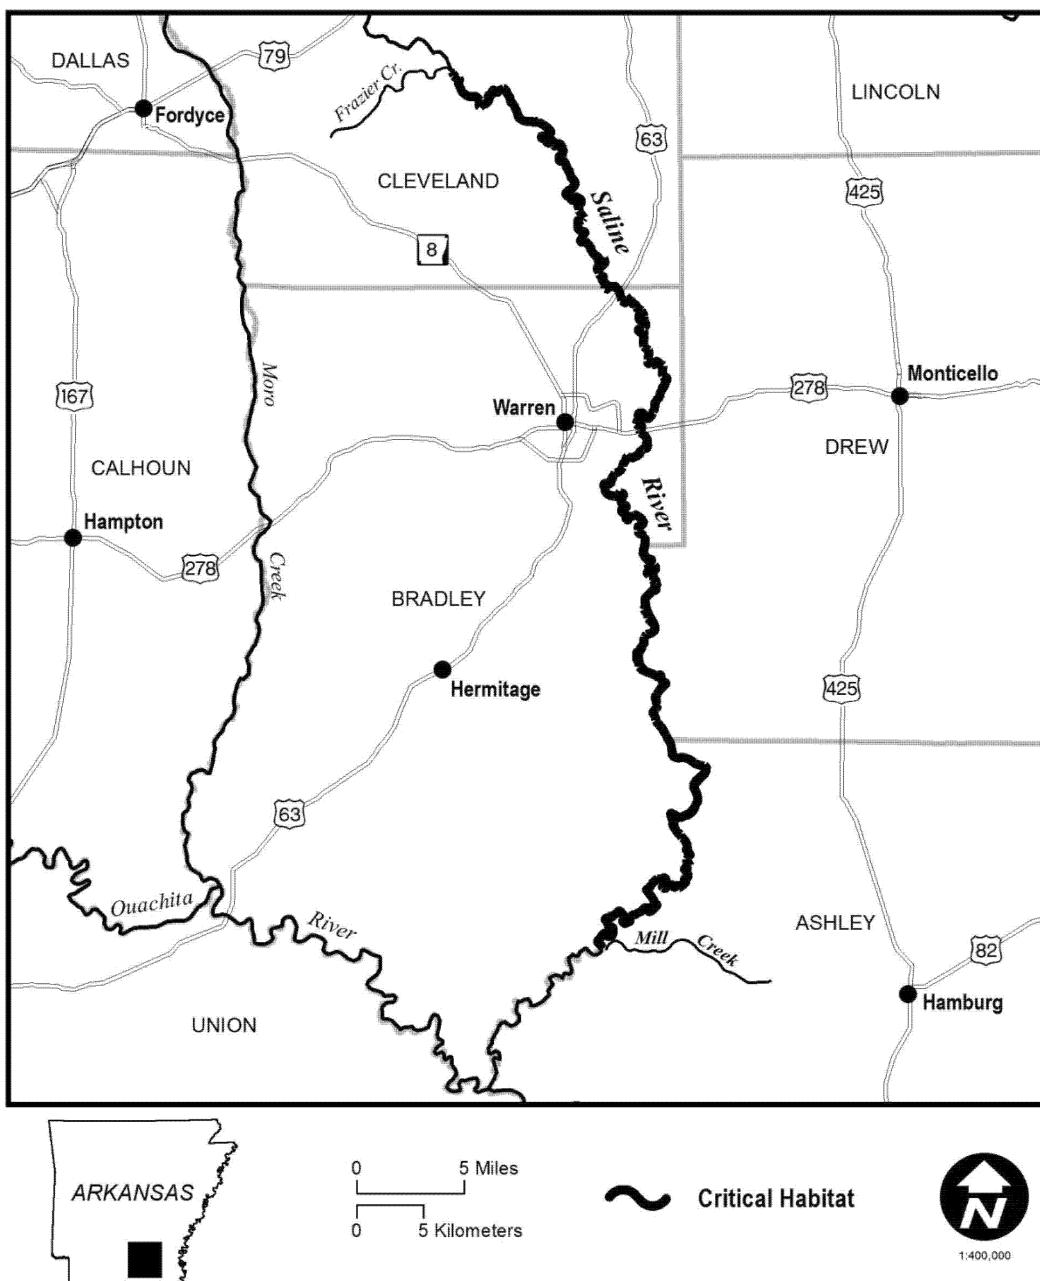 DALLAS
79
Fordyce
Frazier Cr.
LINCOLN
63
CLEVELAND
425
Saline
8
Moro
167
Warren
278
Monticello
CALHOUN
DREW
River
Hampton
278
Creek
BRADLEY
Hermitage
425
63
Ouachita
River
ASHLEY
Mill Creek
82
Hamburg
UNION
ARKANSAS
0 5 Miles
0 5 Kilometers
Critical Habitat
N
1:400,000